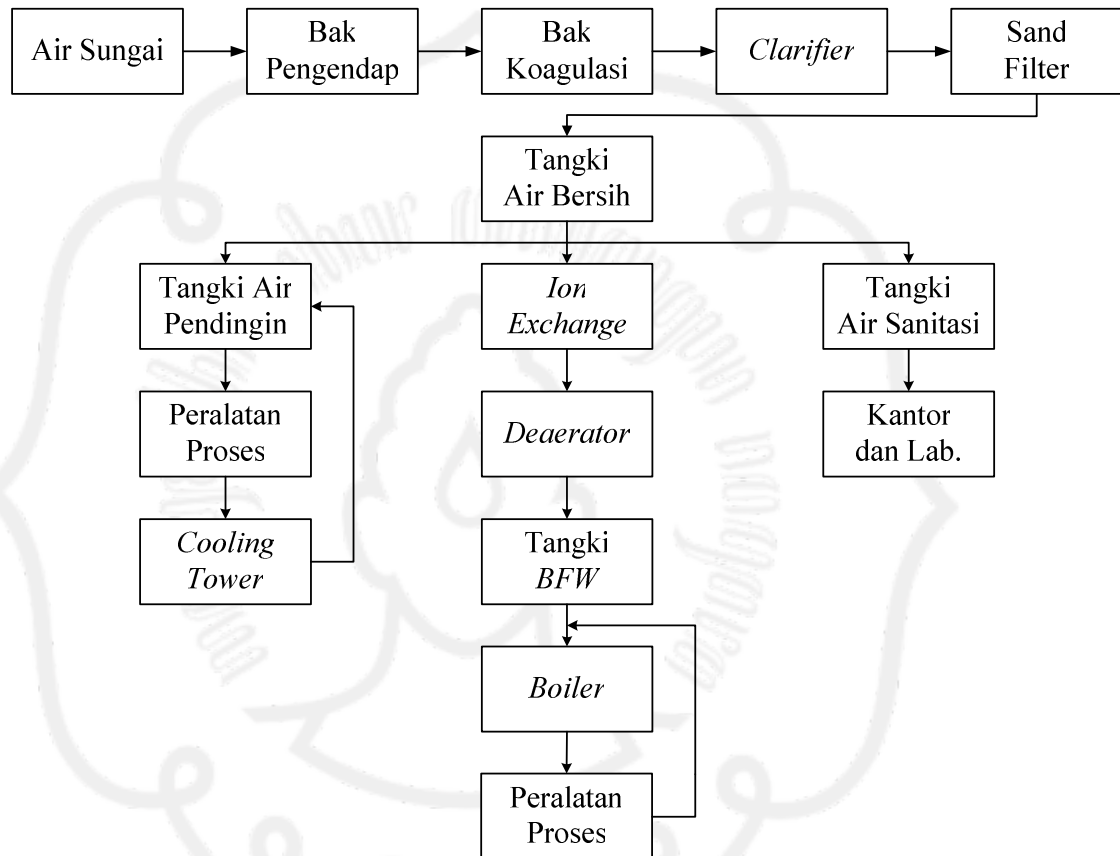 Air Sungai
Bak
Pengendap
Bak
Koagulasi
Clarifier
Sand
Filter
Tangki
Air Bersih
Tangki Air
Pendingin
Ion
Exchange
Tangki
Air Sanitasi
Peralatan
Proses
Deaerator
Kantor
dan Lab.
Cooling
Tower
Tangki
BFW
Boiler
Peralatan
Proses